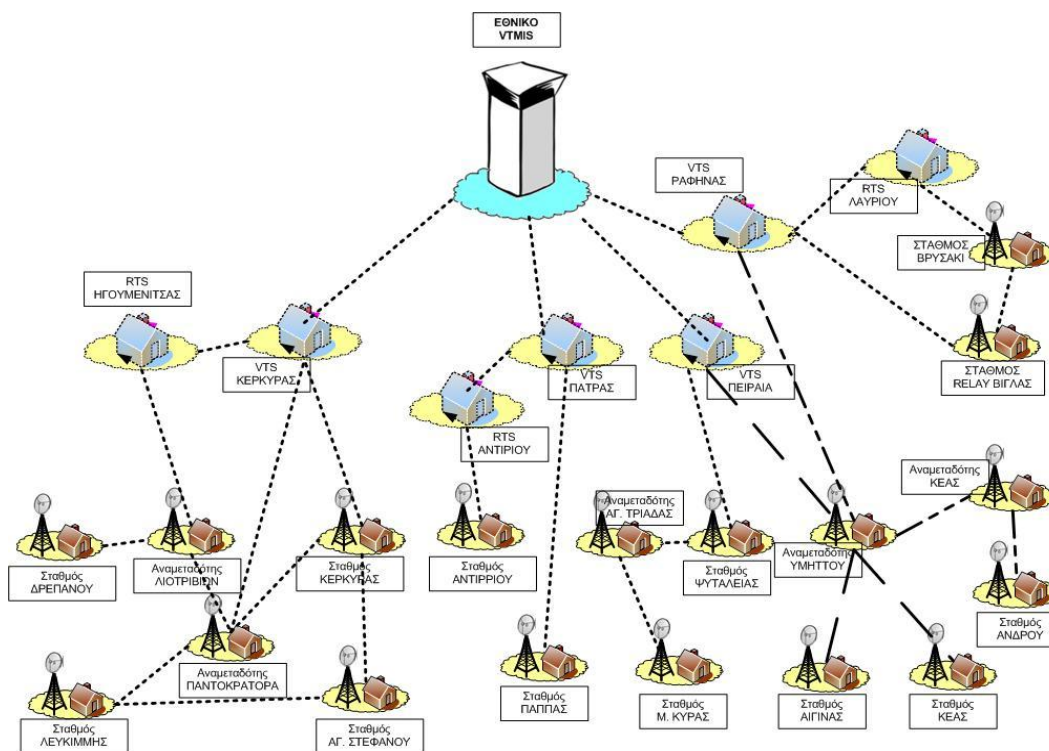 ΕΘΝΙΚΟ
VTMIS
VTS
ΡΑΦΗΝΑΣ
RTS
ΛΑΥΡΙΟΥ
ΣΤΑΘΜΟΣ
ΒΡΥΣΑΚΙ
RTS
ΗΓΟΥΜΕΝΙΤΣΑΣ
VTS
ΚΕΡΚΥΡΑΣ
VTS
ΠΑΤΡΑΣ
VTS
ΠΕΙΡΑΙΑ
ΣΤΑΘΜΟΣ
RELAY ΒΙΓΛΑΣ
RTS
ΑΝΤΙΡΙΟΥ
Αναμεταδότης
ΚΕΑΣ
Αναμεταδότης
ΑΓ. ΤΡΙΑΔΑΣ
Σταθμός
ΔΡΕΠΑΝΟΥ
Αναμεταδότης
ΛΙΟΤΡΙΒΙΩΝ
Σταθμός
ΚΕΡΚΥΡΑΣ
Σταθμός
ΑΝΤΙΡΡΙΟΥ
Σταθμός
ΨΥΤΑΛΕΙΑΣ
Αναμεταδότης
ΥΜΗΤΤΟΥ
Σταθμός
ΑΝΔΡΟΥ
Αναμεταδότης
ΠΑΝΤΟΚΡΑΤΟΡΑ
Σταθμός
ΛΕΥΚΙΜΜΗΣ
Σταθμός
ΑΓ. ΣΤΕΦΑΝΟΥ
Σταθμός
ΠΑΠΠΑΣ
Σταθμός
Μ. ΚΥΡΑΣ
Σταθμός
ΑΙΓΙΝΑΣ
Σταθμός
ΚΕΑΣ